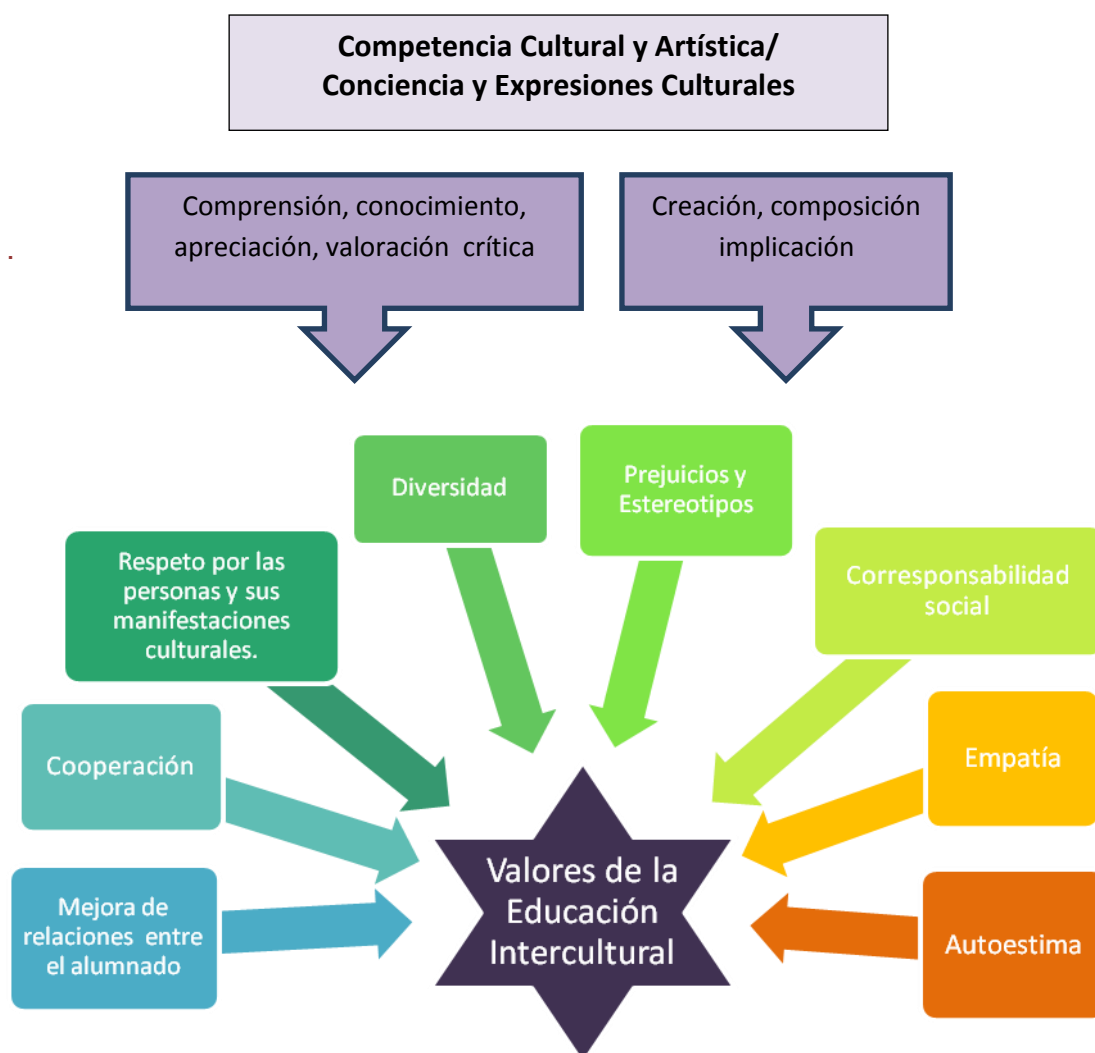 Competencia Cultural y Artística/
Conciencia y Expresiones Culturales
Comprensión, conocimiento,
apreciación, valoración  crítica
Creación, composición
implicación
Diversidad
Prejuicios y
Estereotipos
Respeto por las
personas y sus
manifestaciones
culturales.
Corresponsabilidad
social
Cooperación
Empatía
Mejora de
relaciones  entre
el alumnado
Valores de la
Educación
Intercultural
Autoestima